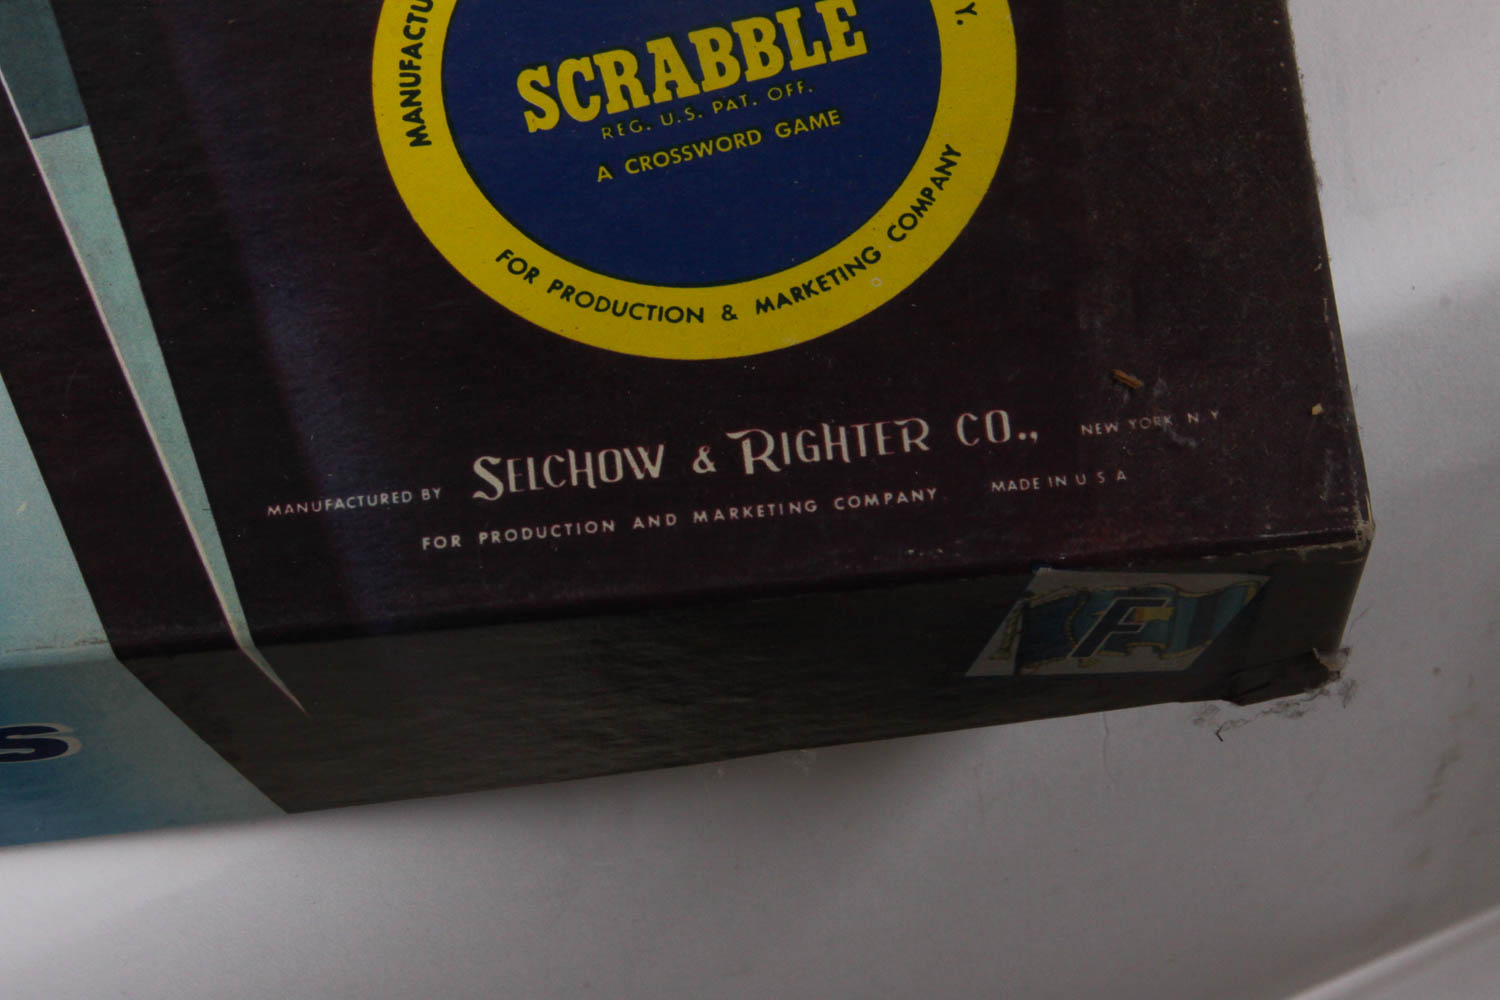 SCRABBLE
REG. U.S. PAT. OFF.
A CROSSWORD GAME
FOR PRODUCTION & MARKETING COMPANY
MANUFACTURED BY SELCHOW & RIGHTER CO., NEW YORK N Y
FOR PRODUCTION AND MARKETING COMPANY MADE IN U S A
F
S